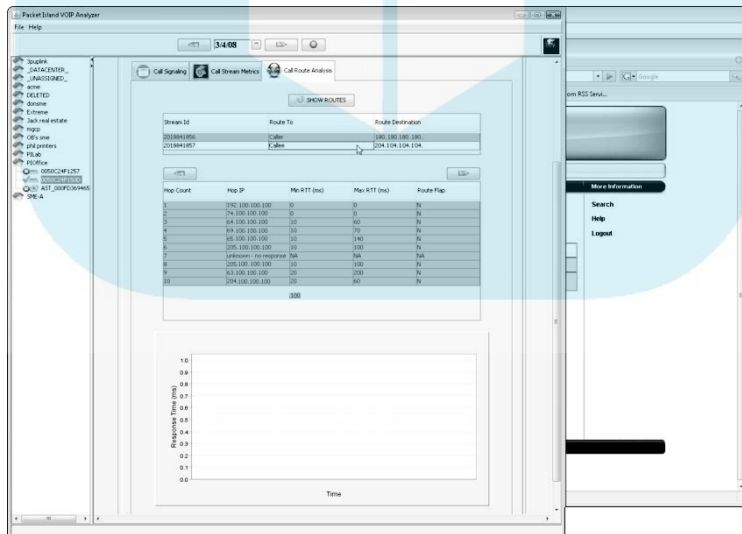 Packet Island VOIP Analyzer
File Help
3/4/08
3puplink
_DATACENTER_
_UNASSIGNED_
acme
DELETED
donsme
Extreme
Jack real estate
mgcp
OB's sme
phil printers
PILab
PIOffice
0050C24F1257
0050C24F1500
AST_000FD369465
SME-A
Call Signaling Call Stream Metrics Call Route Analysis
SHOW ROUTES
Stream Id Route To Route Destination
2018841856 Callee 180.180.180.180.
2018841857 Callee 204.104.104.104.
Hop Count Hop IP Min RTT (ms) Max RTT (ms) Route Flap
1 192.100.100.100 0 0 N
2 74.100.100.100 0 0 N
3 64.100.100.100 10 60 N
4 69.100.100.100 10 70 N
5 65.100.100.100 10 140 N
6 205.100.100.100 10 100 N
7 unknown - no response NA NA NA
8 205.100.100.100 10 100 N
9 63.100.100.100 20 200 N
10 204.100.100.100 20 60 N
100
1.0
0.9
0.8
0.7
0.6
0.5
0.4
0.3
0.2
0.1
0.0
Response Time (ms)
Time
Google
om RSS Servi...
More Information
Search
Help
Logout